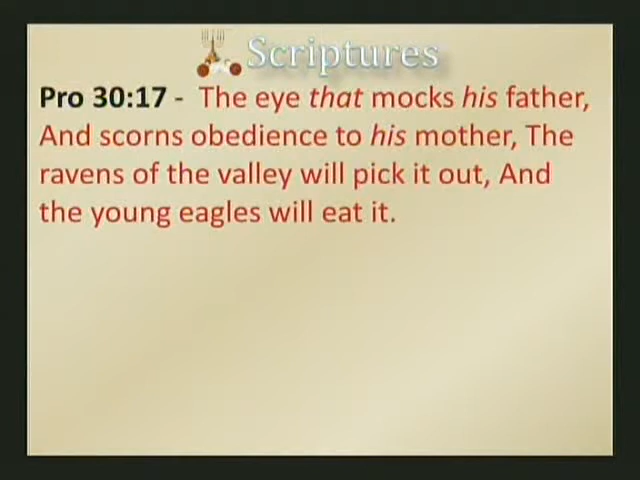 Scriptures
Pro 30:17 - The eye that mocks his father,
And scorns obedience to his mother, The
ravens of the valley will pick it out, And
the young eagles will eat it.